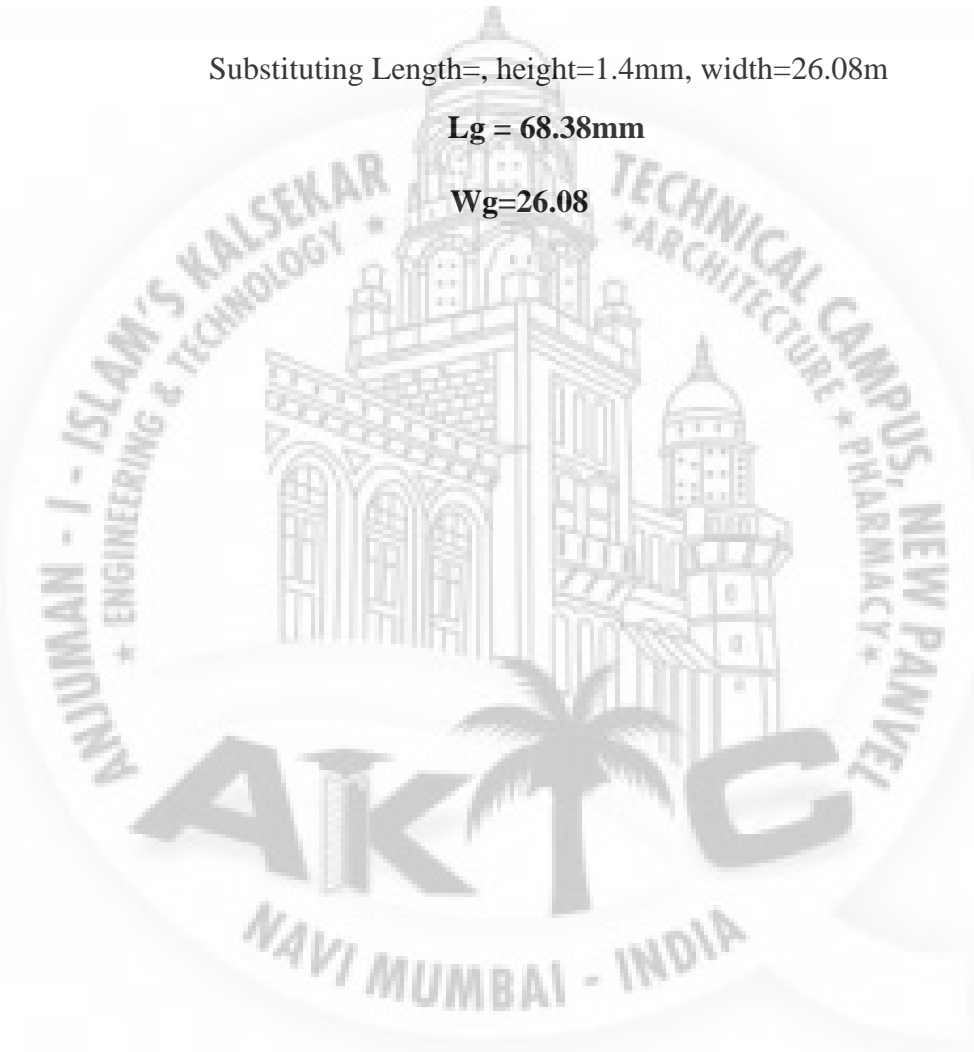 Substituting Length=, height=1.4mm, width=26.08m
Lg = 68.38mm
Wg=26.08
ANJUMAN - I - ISLAM'S KALSEKAR TECHNICAL CAMPUS, NEW PANVEL
* ENGINEERING & TECHNOLOGY * *ARCHITECTURE * PHARMACY*
AKTC
NAVI MUMBAI - INDIA